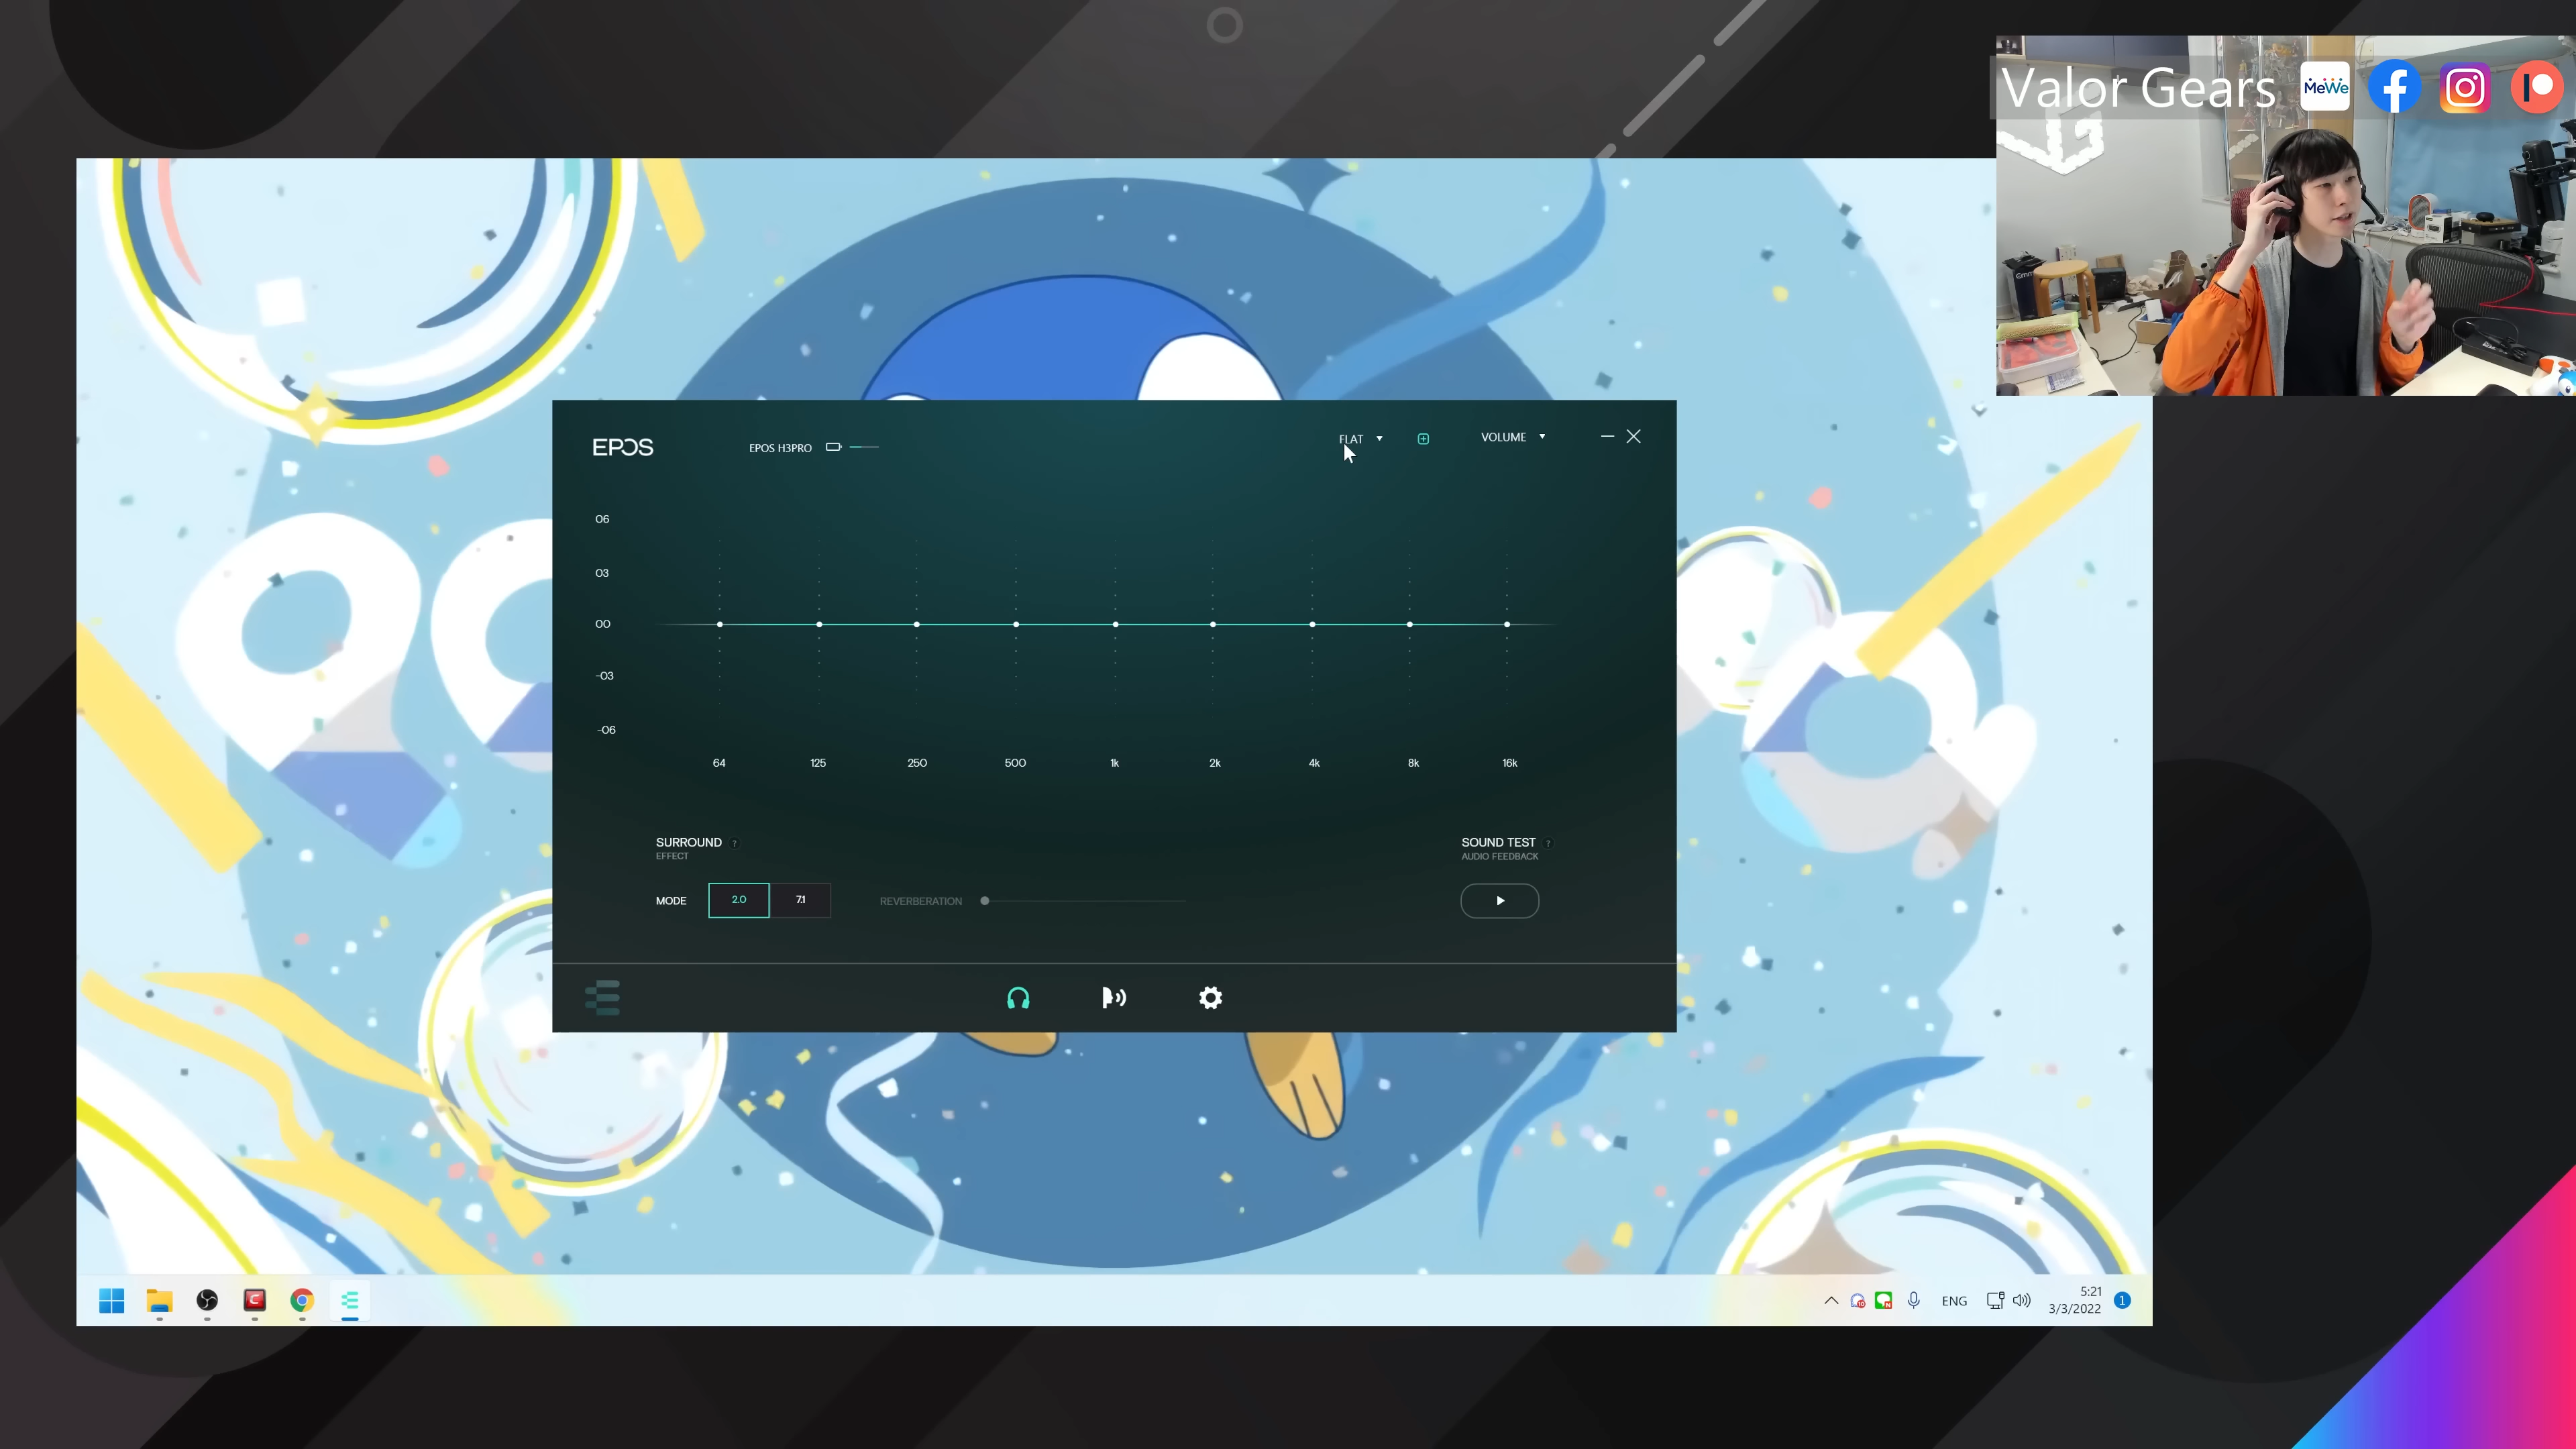 Valor Gears
MeWe
EPOS
EPOS H3PRO
FLAT
VOLUME
06
03
00
-03
-06
64 125 250 500 1k 2k 4k 8k 16k
SURROUND ?
EFFECT
SOUND TEST ?
AUDIO FEEDBACK
MODE 2.0 7.1 REVERBERATION
ENG
5:21
3/3/2022
1